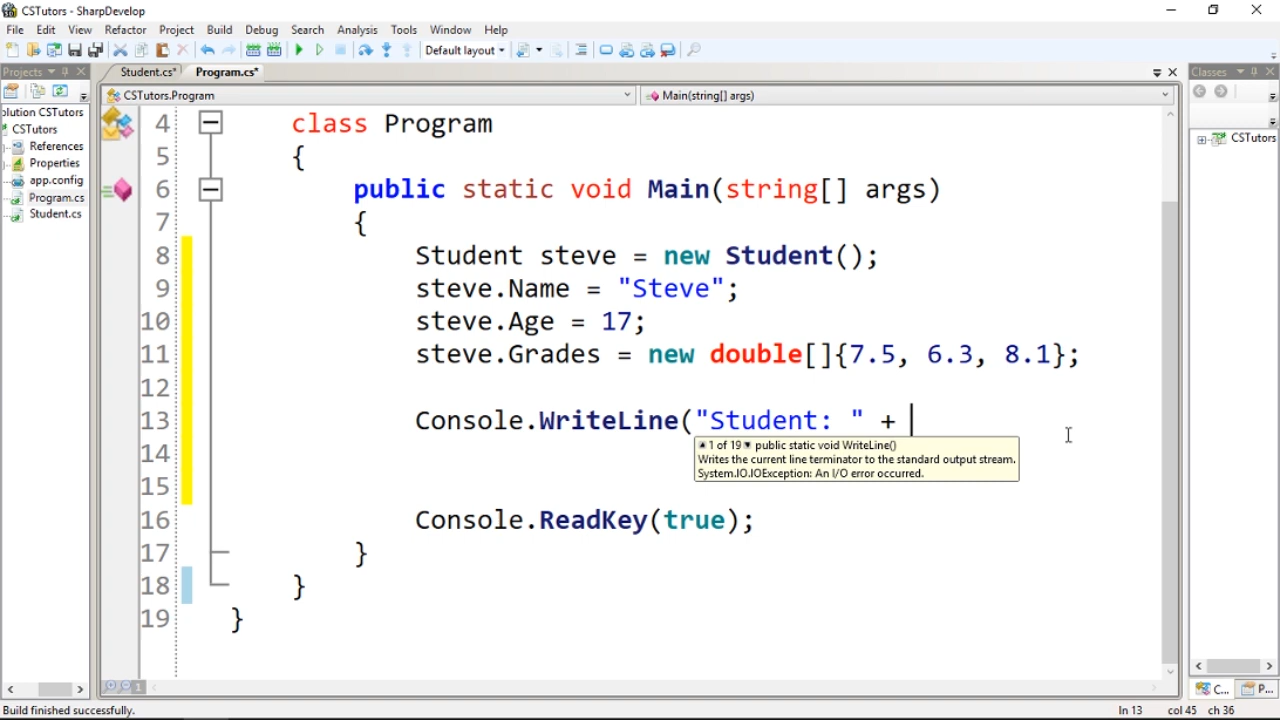 CSTutors - SharpDevelop
File Edit View Refactor Project Build Debug Search Analysis Tools Window Help
Default layout
Projects
Student.cs* Program.cs*
Classes
CSTutors.Program
Main(string[] args)
olution CSTutors
CSTutors
References
Properties
app.config
Program.cs
Student.cs
CSTutors
4 class Program
5 {
6 public static void Main(string[] args)
7 {
8 Student steve = new Student();
9 steve.Name = "Steve";
10 steve.Age = 17;
11 steve.Grades = new double[]{7.5, 6.3, 8.1};
12
13 Console.WriteLine("Student: " +
1 of 19 public static void WriteLine()
Writes the current line terminator to the standard output stream.
System.IO.IOException: An I/O error occurred.
14
15
16 Console.ReadKey(true);
17 }
18 }
19 }
1
C... P...
Build finished successfully.
ln 13 col 45 ch 36